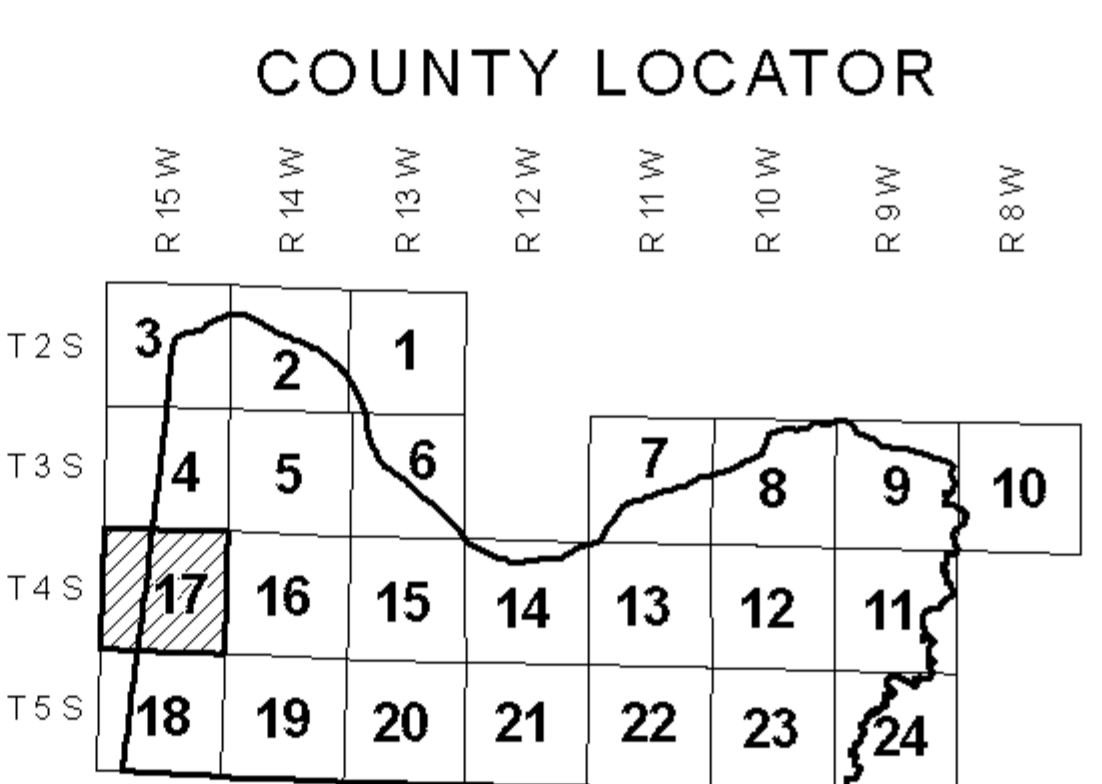 COUNTY LOCATOR
R 15 W R 14 W R 13 W R 12 W R 11 W R 10 W R 9 W R 8 W
T 2 S 3 2 1
T 3 S 4 5 6 7 8 9 10
T 4 S 17 16 15 14 13 12 11
T 5 S 18 19 20 21 22 23 24